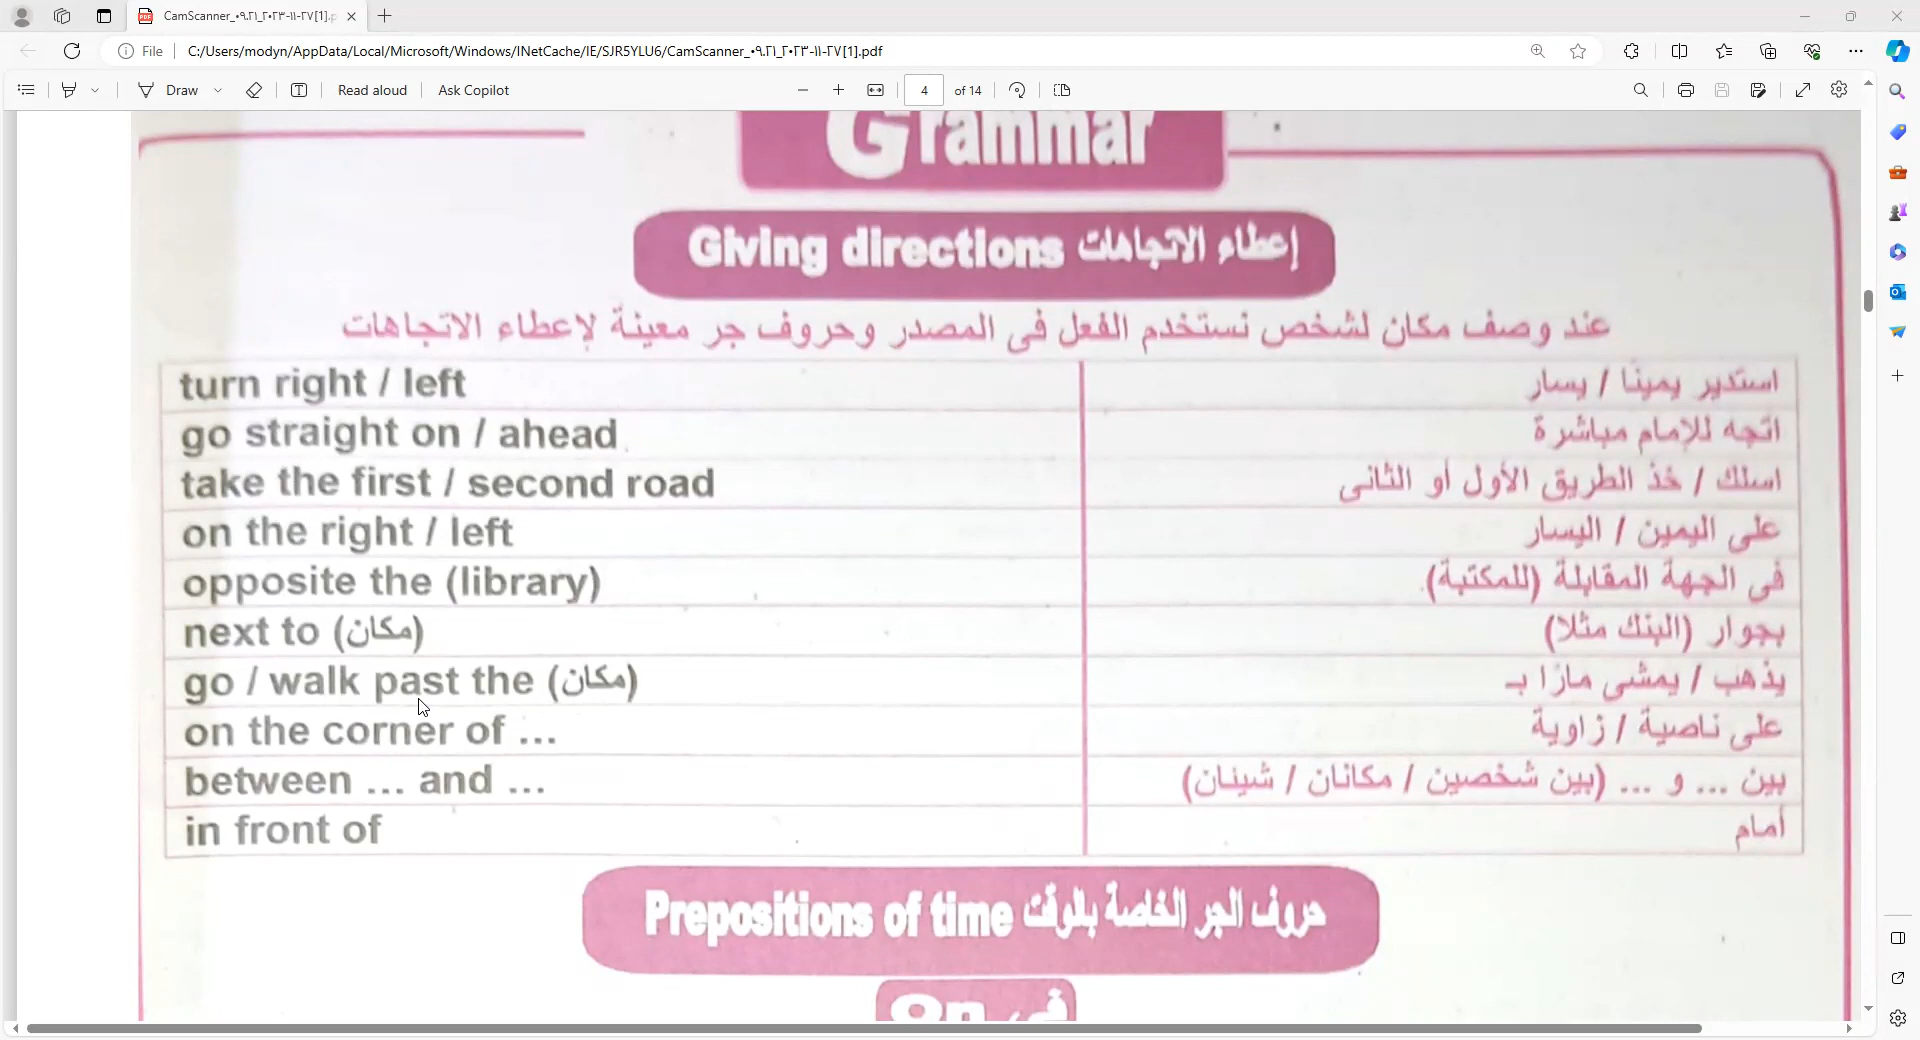 CamScanner_٠٩.٢١_٢٠٢٣-١١-٢٧[1].p
File
C:/Users/modyn/AppData/Local/Microsoft/Windows/INetCache/IE/SJR5YLU6/CamScanner_٠٩.٢١_٢٠٢٣-١١-٢٧[1].pdf
Draw
Read aloud
Ask Copilot
4 of 14
Grammar
Giving directions إعطاء الاتجاهات
عند وصف مكان لشخص نستخدم الفعل فى المصدر وحروف جر معينة لإعطاء الاتجاهات
turn right / left استدير يمينًا / يسار
go straight on / ahead اتجه للإمام مباشرة
take the first / second road اسلك / خذ الطريق الأول أو الثانى
on the right / left على اليمين / اليسار
opposite the (library) فى الجهة المقابلة (للمكتبة)
next to (مكان) بجوار (البنك مثلا)
go / walk past the (مكان) يذهب / يمشى مارًا بـ
on the corner of ... على ناصية / زاوية
between ... and ... بين ... و ... (بين شخصين / مكانان / شيئان)
in front of أمام
Prepositions of time حروف الجر الخاصة بالوقت
On فى